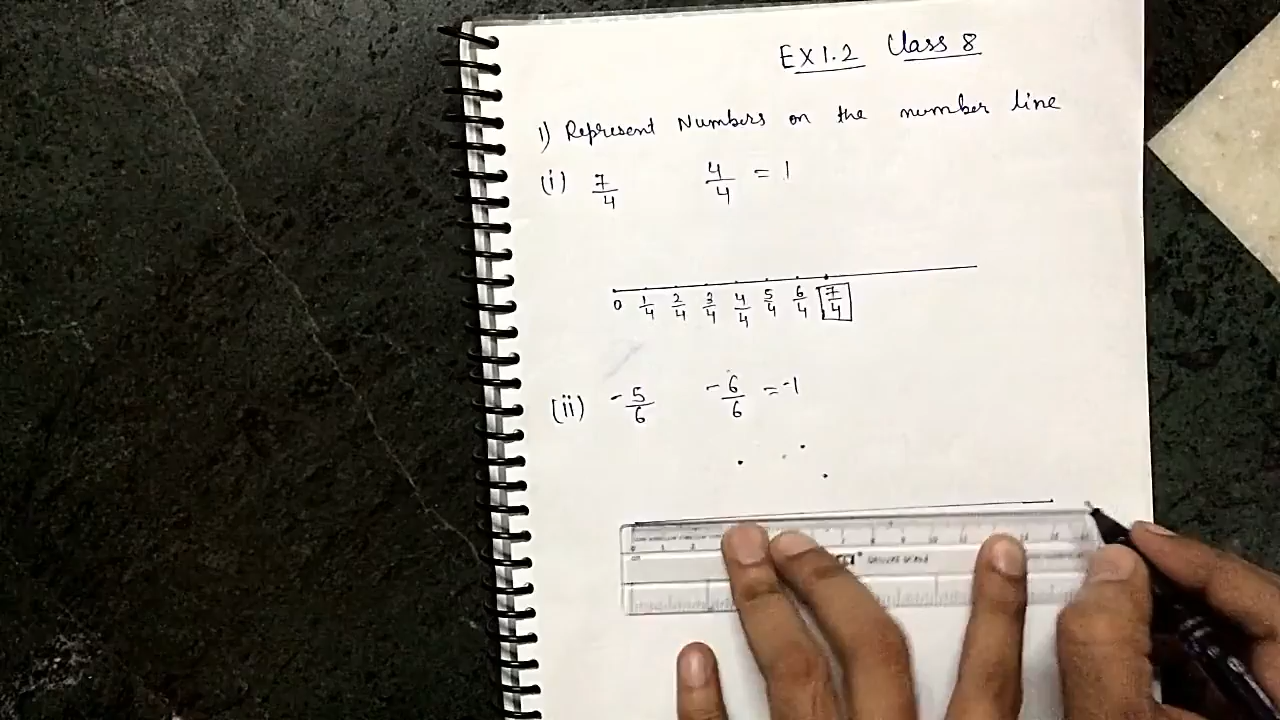 EX 1.2 Class 8
1) Represent Numbers on the number line
(i) 7/4 4/4 = 1
0 1/4 2/4 3/4 4/4 5/4 6/4 7/4
(ii) -5/6 -6/6 = -1